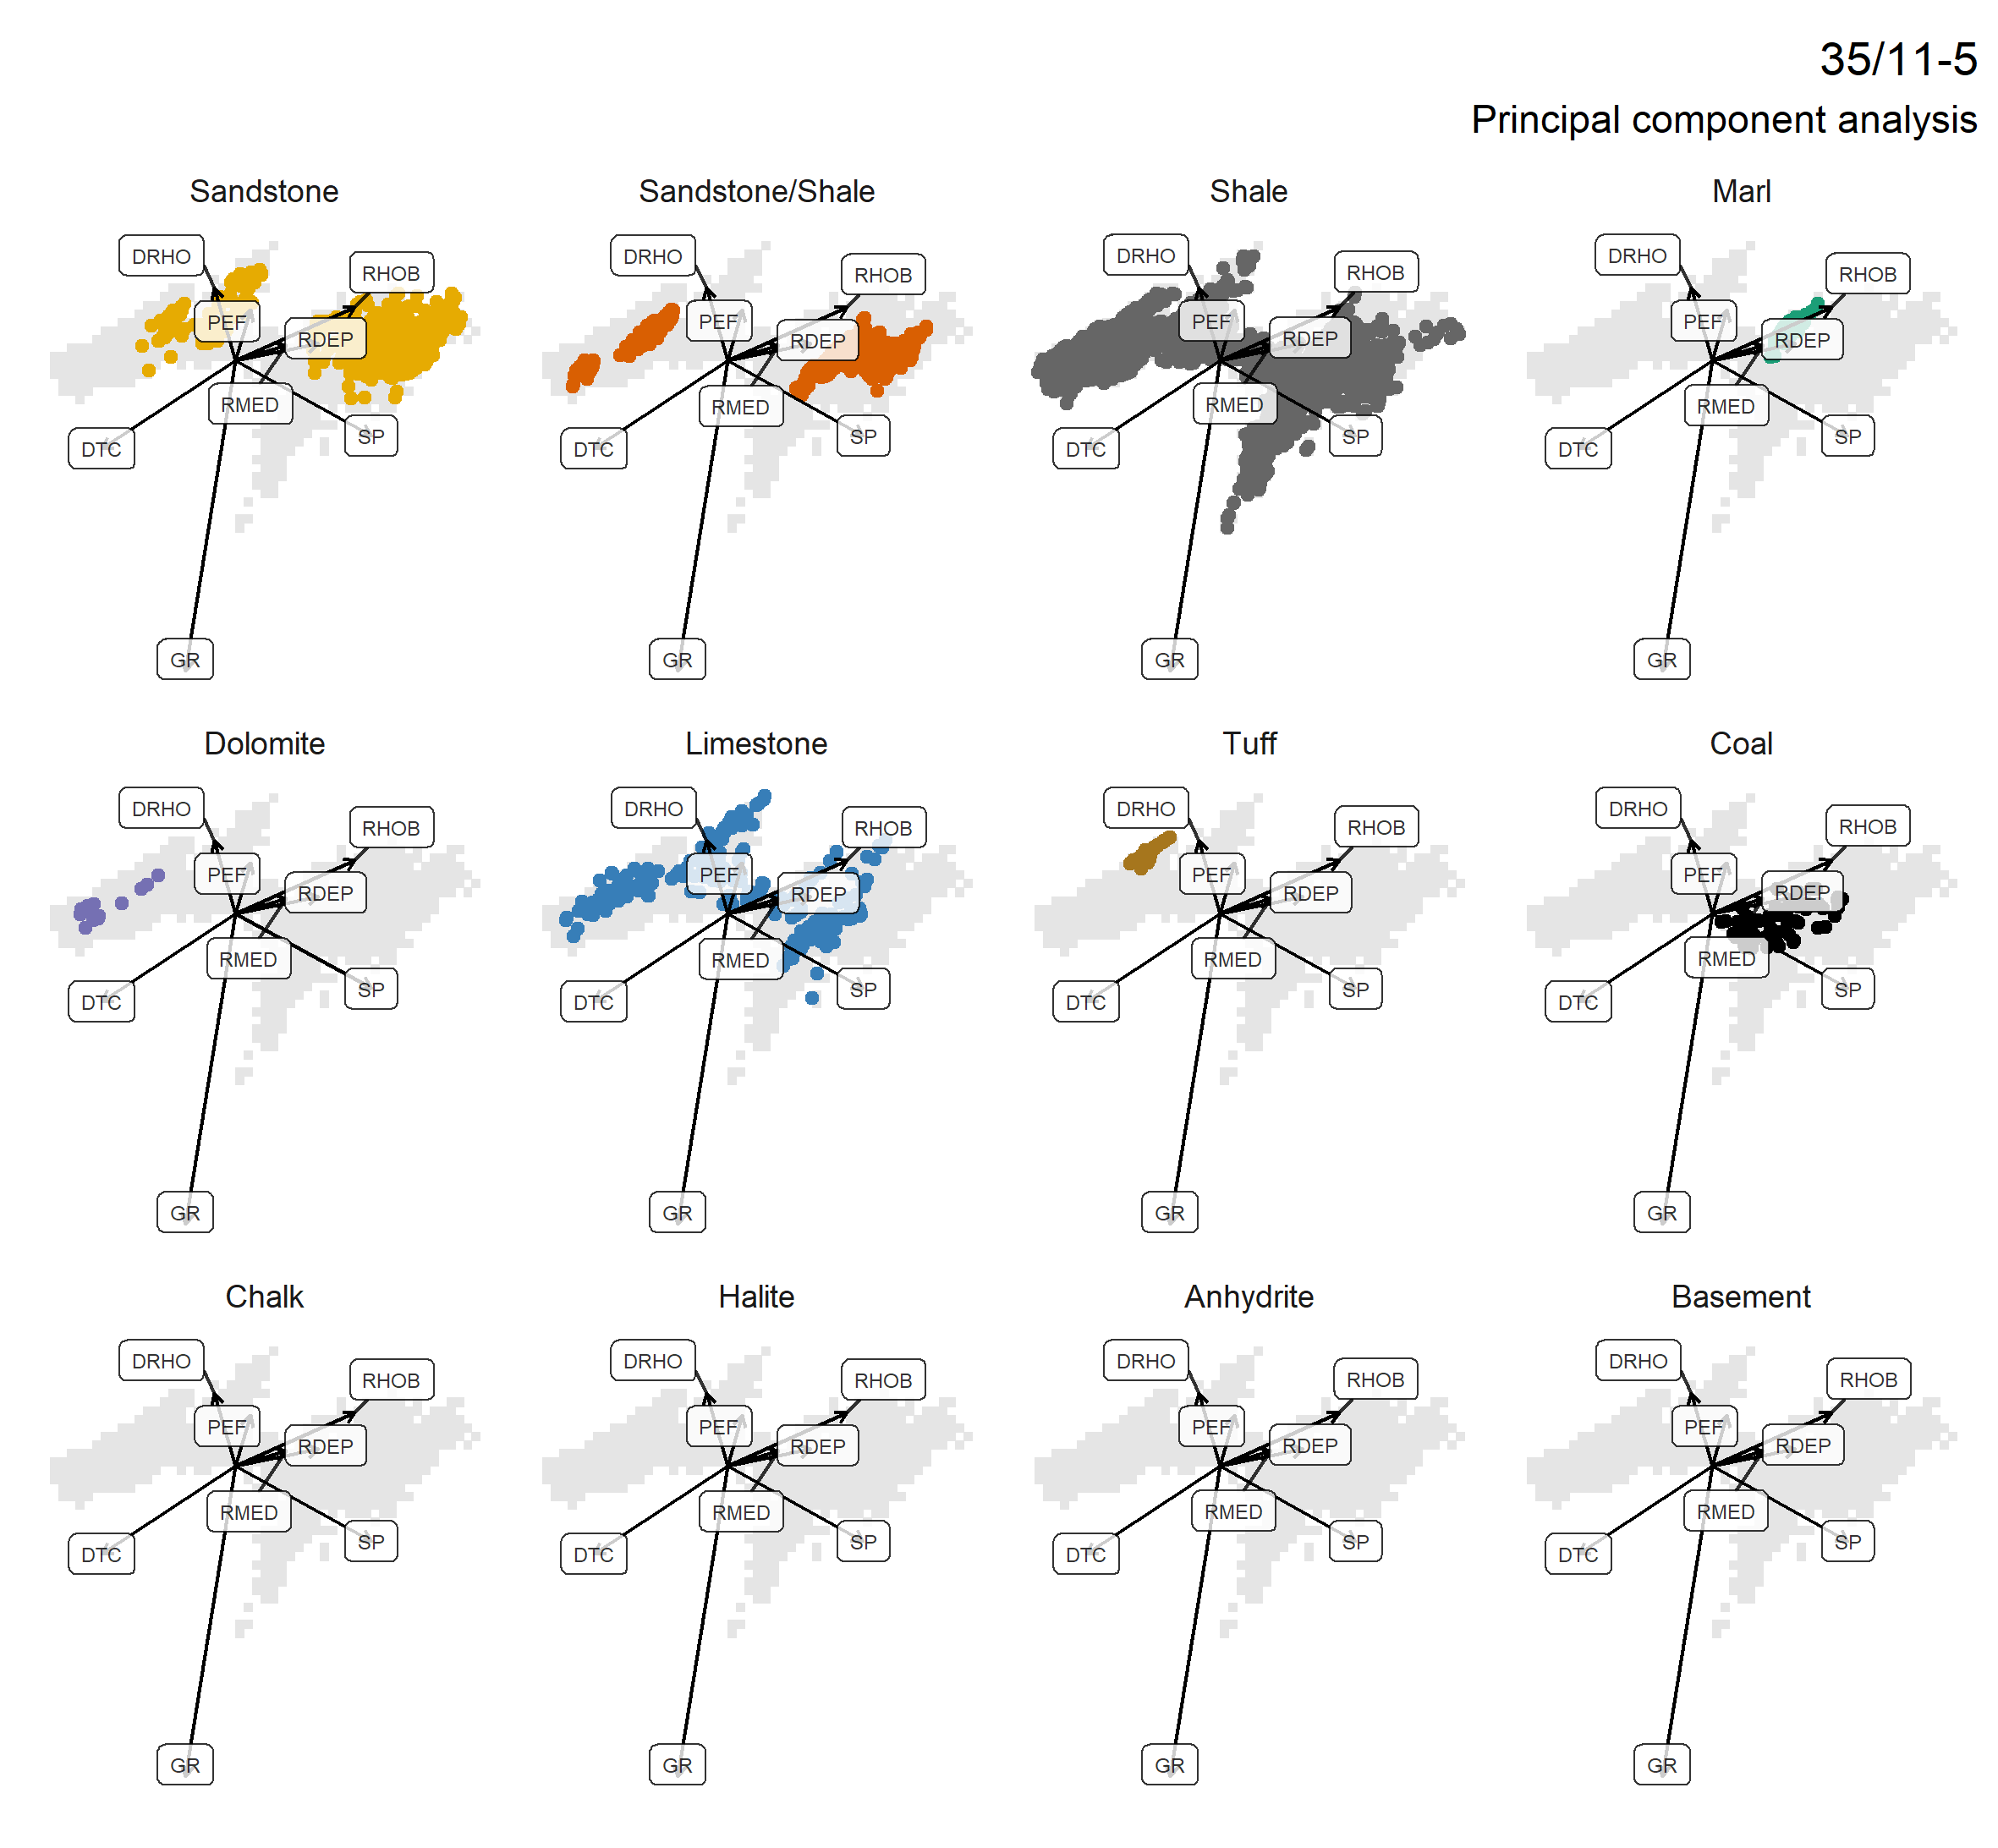 35/11-5
Principal component analysis
Sandstone
Sandstone/Shale
Shale
Marl
DRHO
RHOB
PEF
RDEP
RMED
DTC
SP
GR
DRHO
RHOB
PEF
RDEP
RMED
DTC
SP
GR
DRHO
RHOB
PEF
RDEP
RMED
DTC
SP
GR
DRHO
RHOB
PEF
RDEP
RMED
DTC
SP
GR
Dolomite
Limestone
Tuff
Coal
DRHO
RHOB
PEF
RDEP
RMED
DTC
SP
GR
DRHO
RHOB
PEF
RDEP
RMED
DTC
SP
GR
DRHO
RHOB
PEF
RDEP
RMED
DTC
SP
GR
DRHO
RHOB
PEF
RDEP
RMED
DTC
SP
GR
Chalk
Halite
Anhydrite
Basement
DRHO
RHOB
PEF
RDEP
RMED
DTC
SP
GR
DRHO
RHOB
PEF
RDEP
RMED
DTC
SP
GR
DRHO
RHOB
PEF
RDEP
RMED
DTC
SP
GR
DRHO
RHOB
PEF
RDEP
RMED
DTC
SP
GR